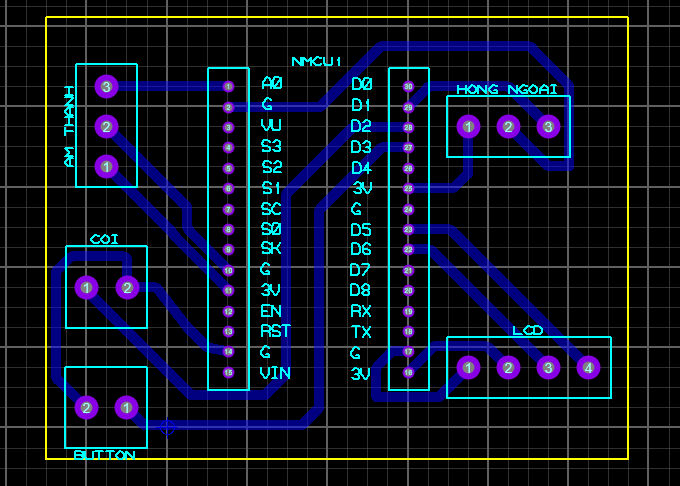 NMCU1
AM THANH
3
2
1
1 A0 D0 30
2 G D1 29
3 VU D2 28
4 S3 D3 27
5 S2 D4 26
6 S1 3V 25
7 SC G 24
8 S0 D5 23
9 SK D6 22
10 G D7 21
11 3V D8 20
12 EN RX 19
13 RST TX 18
14 G G 17
15 VIN 3V 16
HONG NGOAI
1 2 3
COI
1 2
LCD
1 2 3 4
2 1
BUTTON